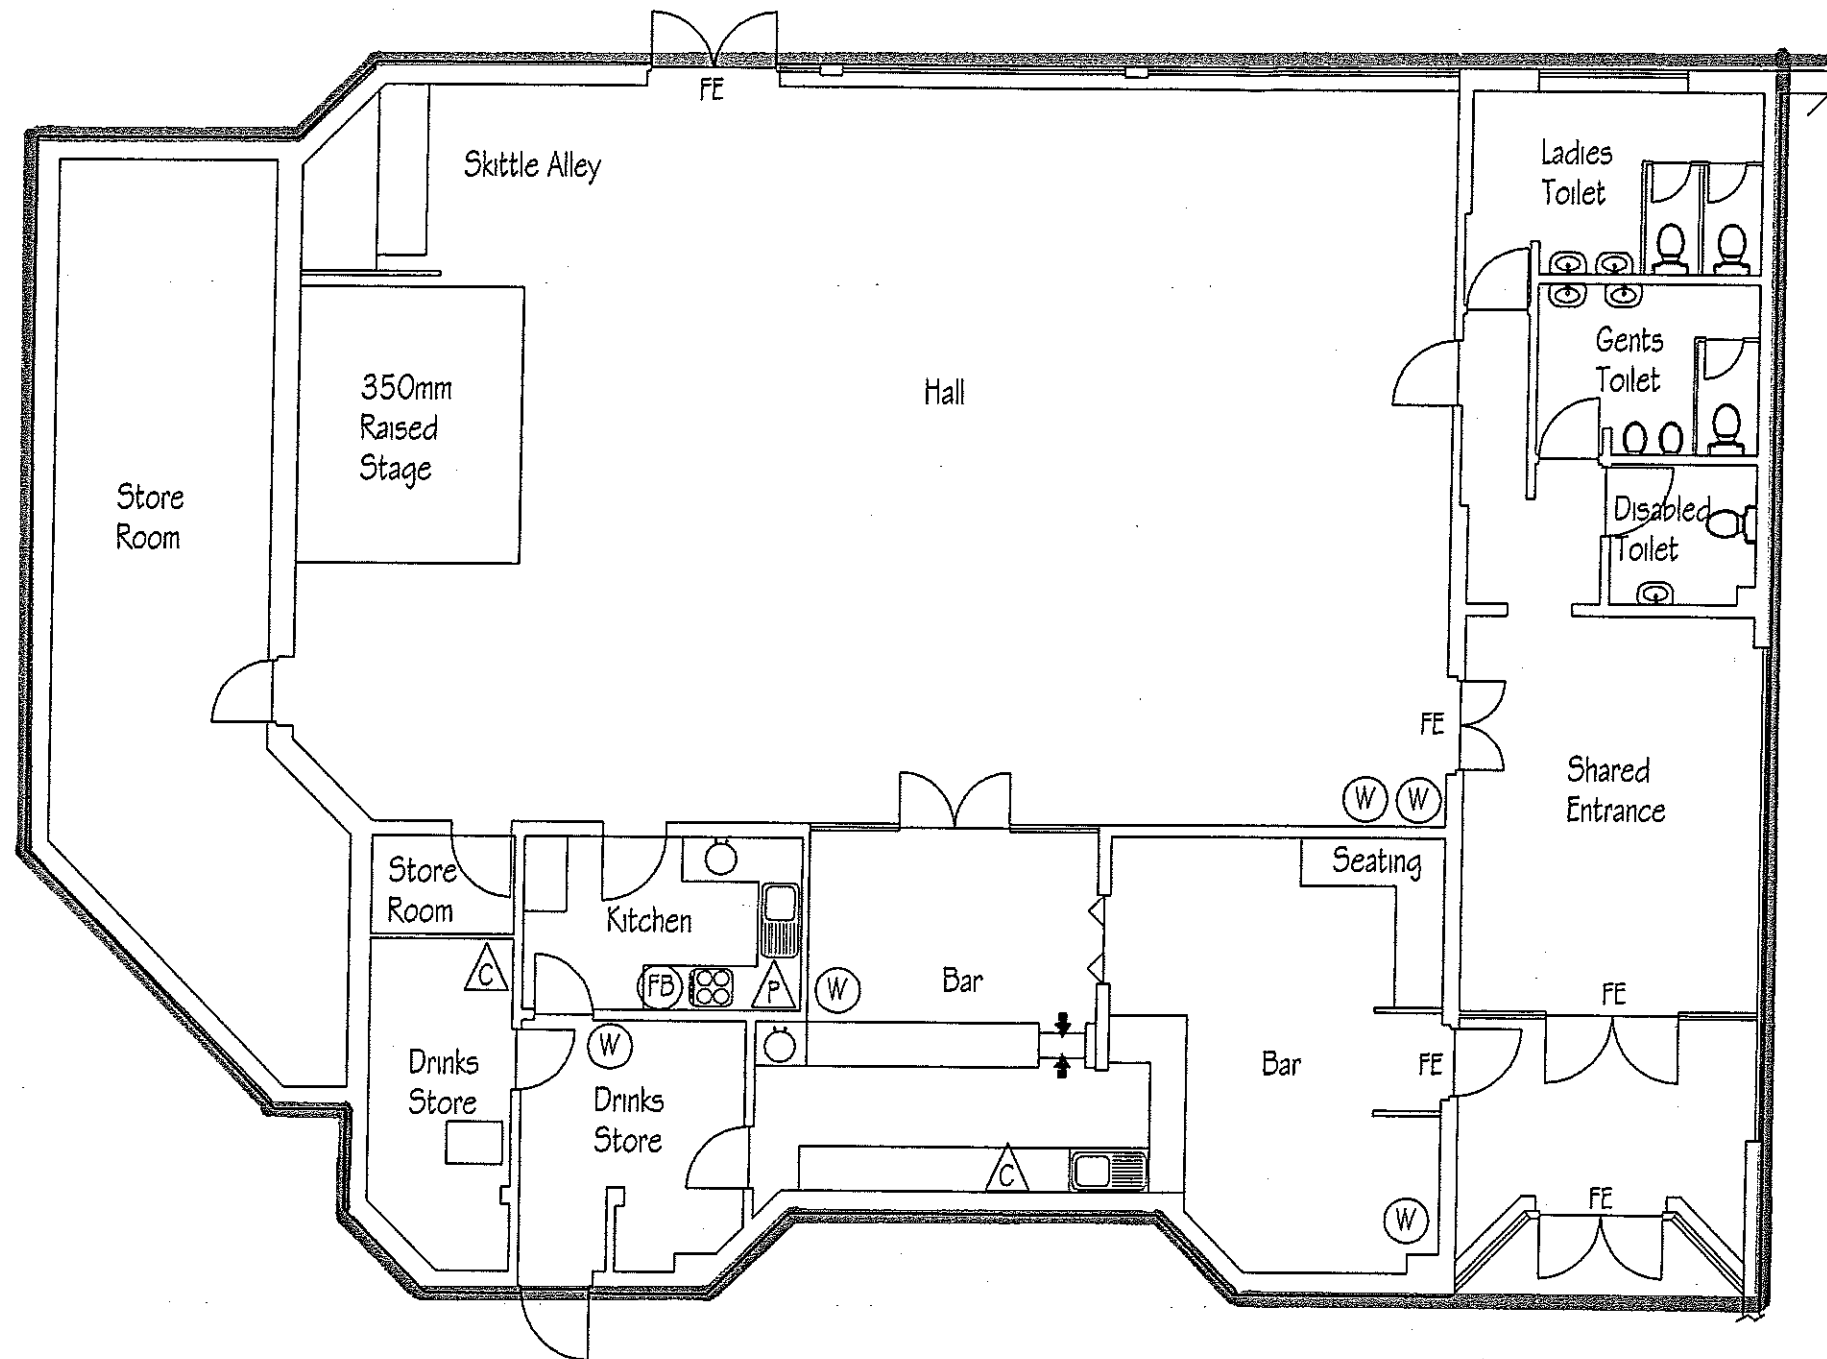 FE
Skittle Alley
Ladies
Toilet
Gents
Toilet
350mm
Raised
Stage
Hall
Store
Room
Disabled
Toilet
FE
Shared
Entrance
W
W
Store
Room
Kitchen
Seating
C
FB
P
W
Bar
FE
W
Drinks
Store
Drinks
Store
Bar
FE
C
W
FE